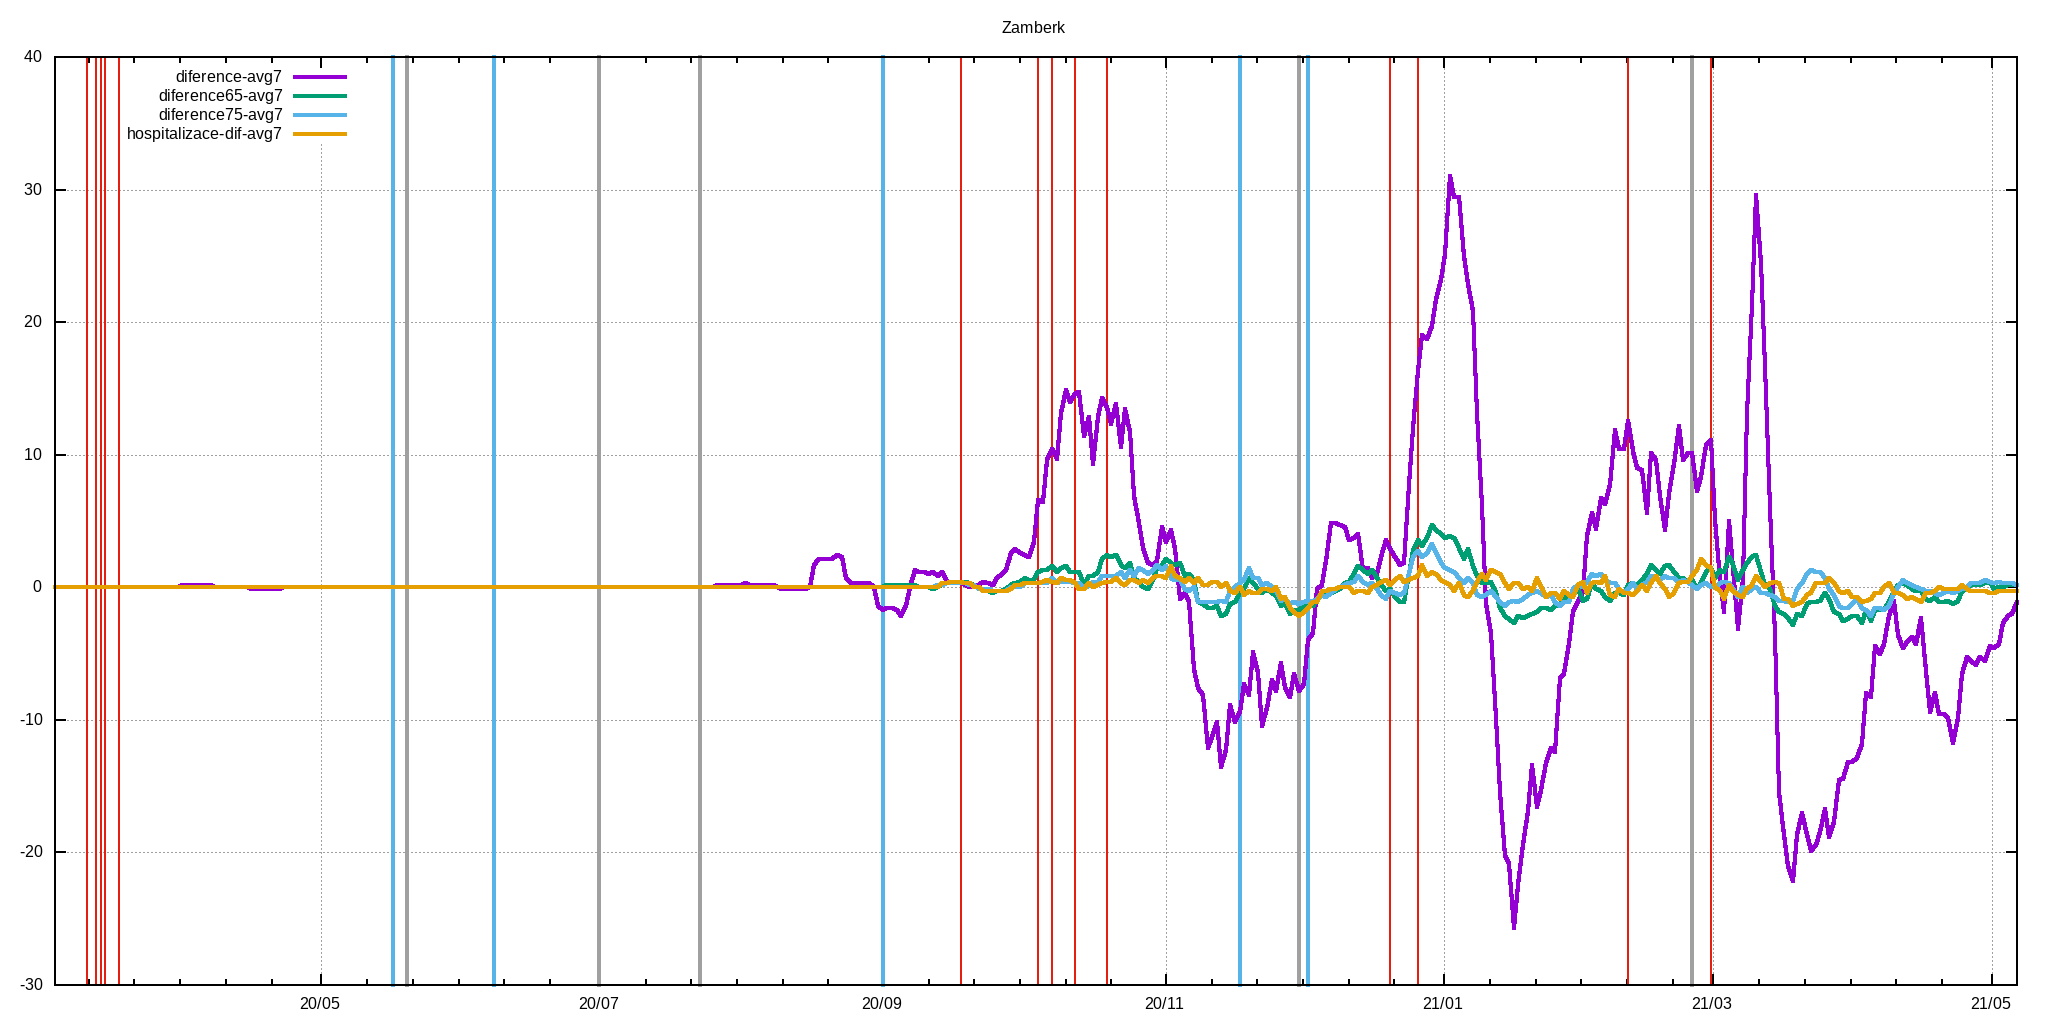 Zamberk
40
diference-avg7
diference65-avg7
diference75-avg7
hospitalizace-dif-avg7
30
20
10
0
-10
-20
-30
20/05 20/07 20/09 20/11 21/01 21/03 21/05